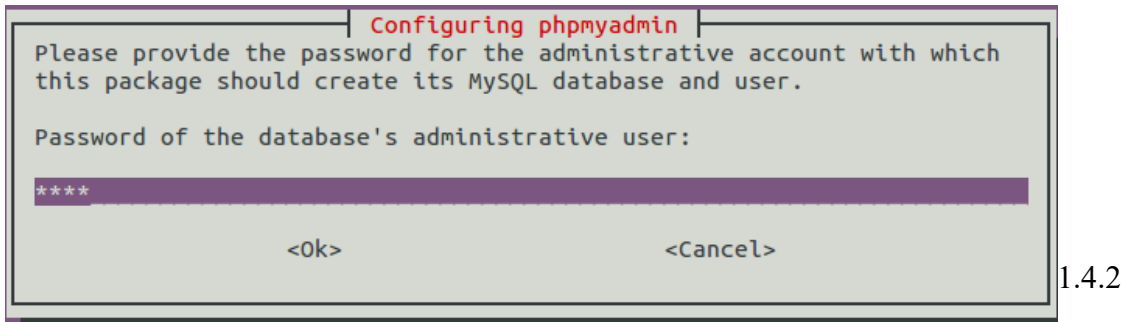 Configuring phpmyadmin
Please provide the password for the administrative account with which
this package should create its MySQL database and user.
Password of the database's administrative user:
****
<Ok> <Cancel>
1.4.2